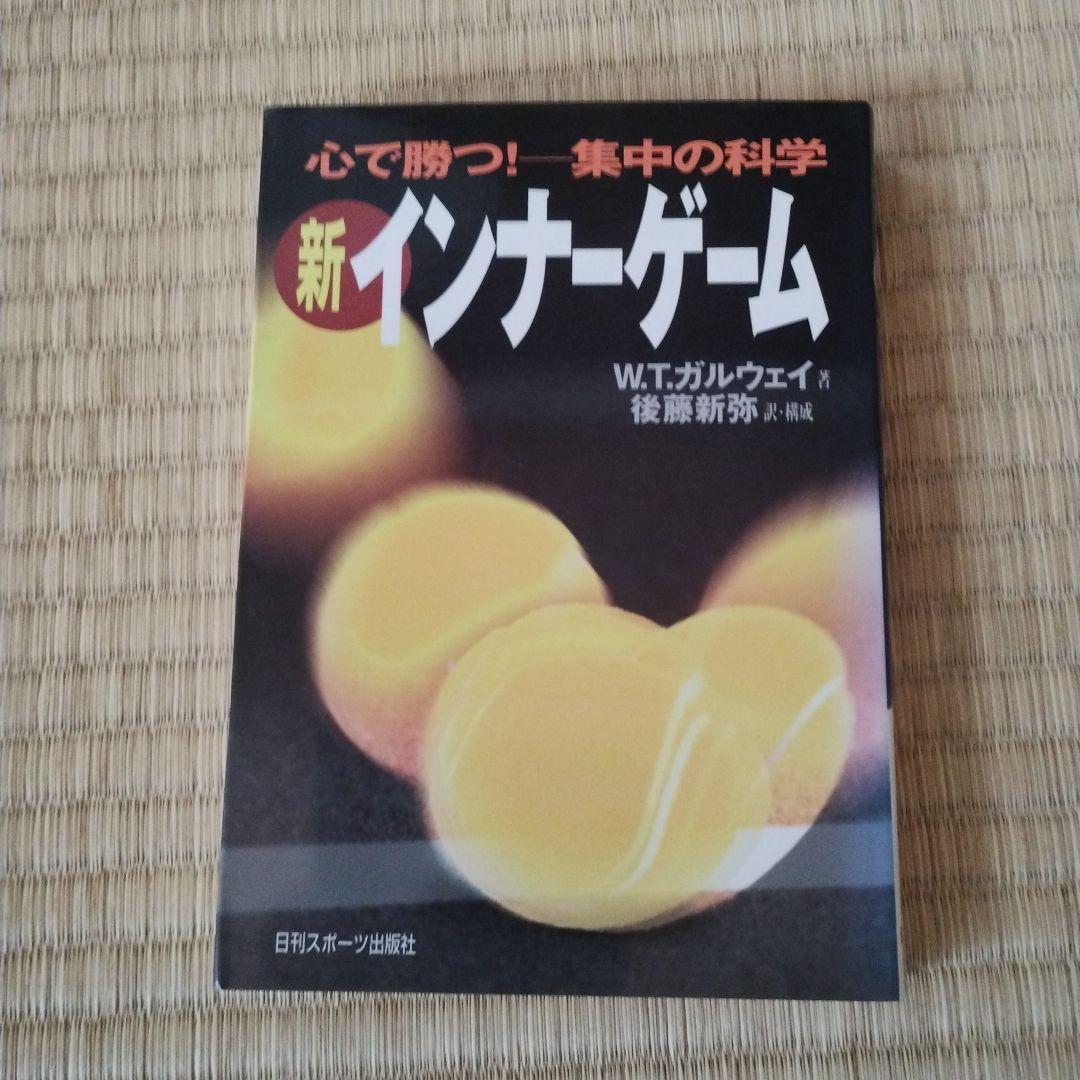 心で勝つ!―集中の科学
新インナーゲーム
W.T.ガルウェイ 著
後藤新弥 訳・構成
日刊スポーツ出版社